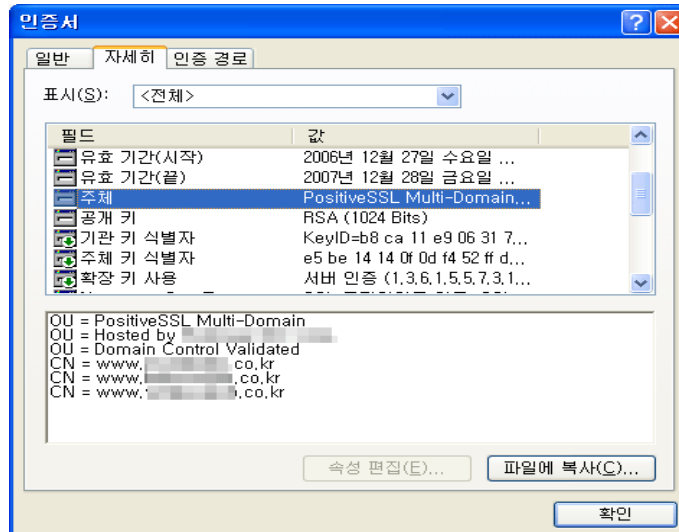 인증서
일반 자세히 인증 경로
표시(S): <전체>
필드 값
유효 기간(시작) 2006년 12월 27일 수요일 ...
유효 기간(끝) 2007년 12월 28일 금요일 ...
주체 PositiveSSL Multi-Domain...
공개 키 RSA (1024 Bits)
기관 키 식별자 KeyID=b8 ca 11 e9 06 31 7...
주체 키 식별자 e5 be 14 14 0f 0d f4 52 ff d...
확장 키 사용 서버 인증 (1.3.6.1.5.5.7.3.1...
OU = PositiveSSL Multi-Domain
OU = Hosted by
OU = Domain Control Validated
CN = www. .co.kr
CN = www. .co.kr
CN = www. .co.kr
속성 편집(E)... 파일에 복사(C)...
확인